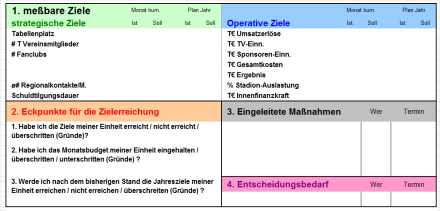 1. meßbare Ziele
Monat kum. Plan Jahr
strategische Ziele Ist Soll Ist Soll
Tabellenplatz
# T Vereinsmitglieder
# Fanclubs
øø Regionalkontakte/M.
Schuldtilgungsdauer
Monat kum. Plan Jahr
Operative Ziele Ist Soll Ist Soll
T€ Umsatzerlöse
T€ TV-Einn.
T€ Sponsoren-Einn.
T€ Gesamtkosten
T€ Ergebnis
% Stadion-Auslastung
T€ Innenfinanzkraft
2. Eckpunkte für die Zielerreichung
1. Habe ich die Ziele meiner Einheit erreicht / nicht erreicht /
überschritten (Gründe)?
2. Habe ich das Monatsbudget meiner Einheit eingehalten /
überschritten / unterschritten (Gründe) ?
3. Werde ich nach dem bisherigen Stand die Jahresziele meiner
Einheit erreichen / nicht erreichen / überschreiten (Gründe) ?
3. Eingeleitete Maßnahmen Wer Termin
4. Entscheidungsbedarf Wer Termin